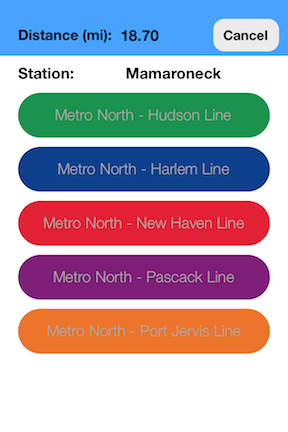 Distance (mi): 18.70 Cancel
Station: Mamaroneck
Metro North - Hudson Line
Metro North - Harlem Line
Metro North - New Haven Line
Metro North - Pascack Line
Metro North - Port Jervis Line